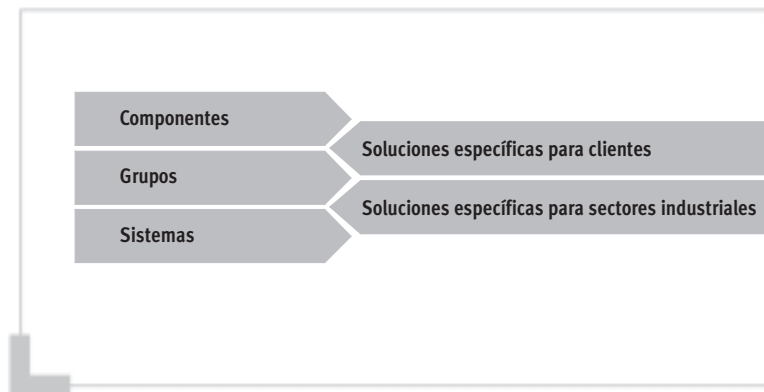 Componentes
Grupos
Sistemas
Soluciones específicas para clientes
Soluciones específicas para sectores industriales